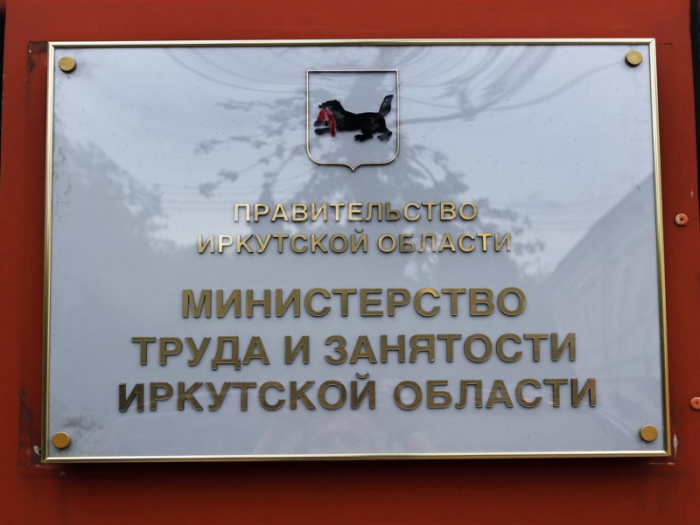 ПРАВИТЕЛЬСТВО
ИРКУТСКОЙ ОБЛАСТИ
МИНИСТЕРСТВО
ТРУДА И ЗАНЯТОСТИ
ИРКУТСКОЙ ОБЛАСТИ